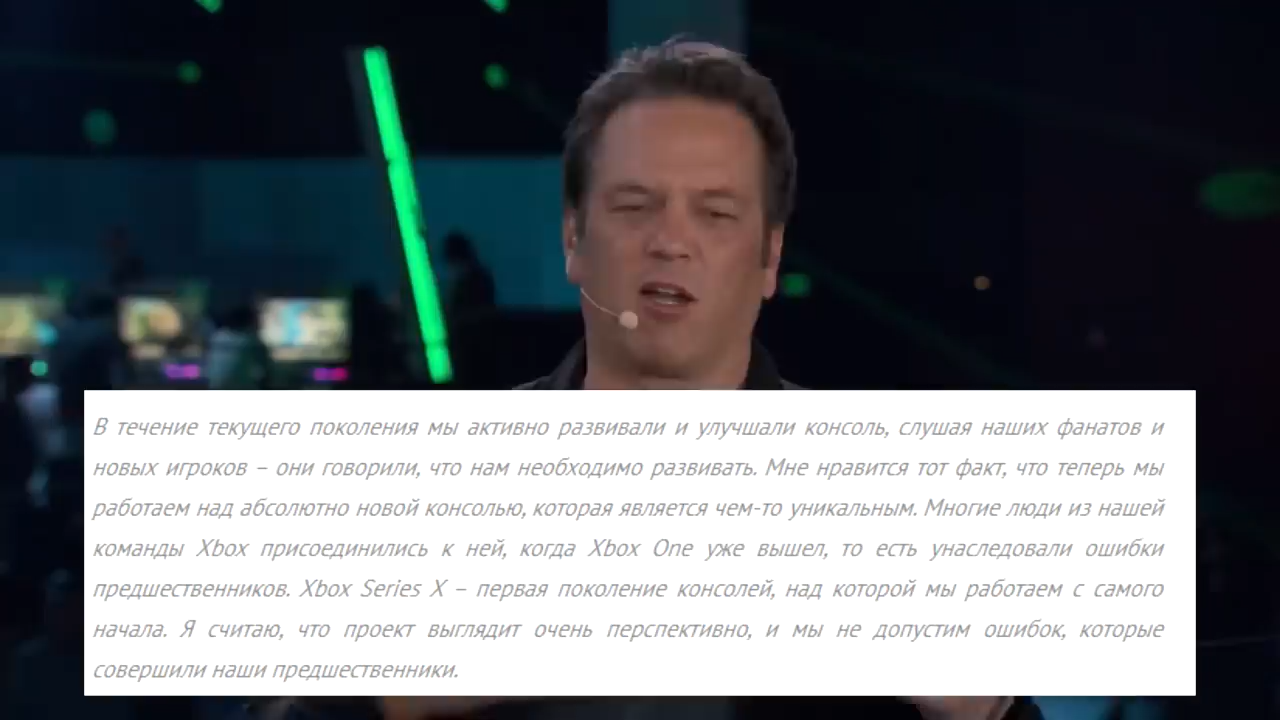 В течение текущего поколения мы активно развивали и улучшали консоль, слушая наших фанатов и
новых игроков – они говорили, что нам необходимо развивать. Мне нравится тот факт, что теперь мы
работаем над абсолютно новой консолью, которая является чем-то уникальным. Многие люди из нашей
команды Xbox присоединились к ней, когда Xbox One уже вышел, то есть унаследовали ошибки
предшественников. Xbox Series X – первая поколение консолей, над которой мы работаем с самого
начала. Я считаю, что проект выглядит очень перспективно, и мы не допустим ошибок, которые
совершили наши предшественники.